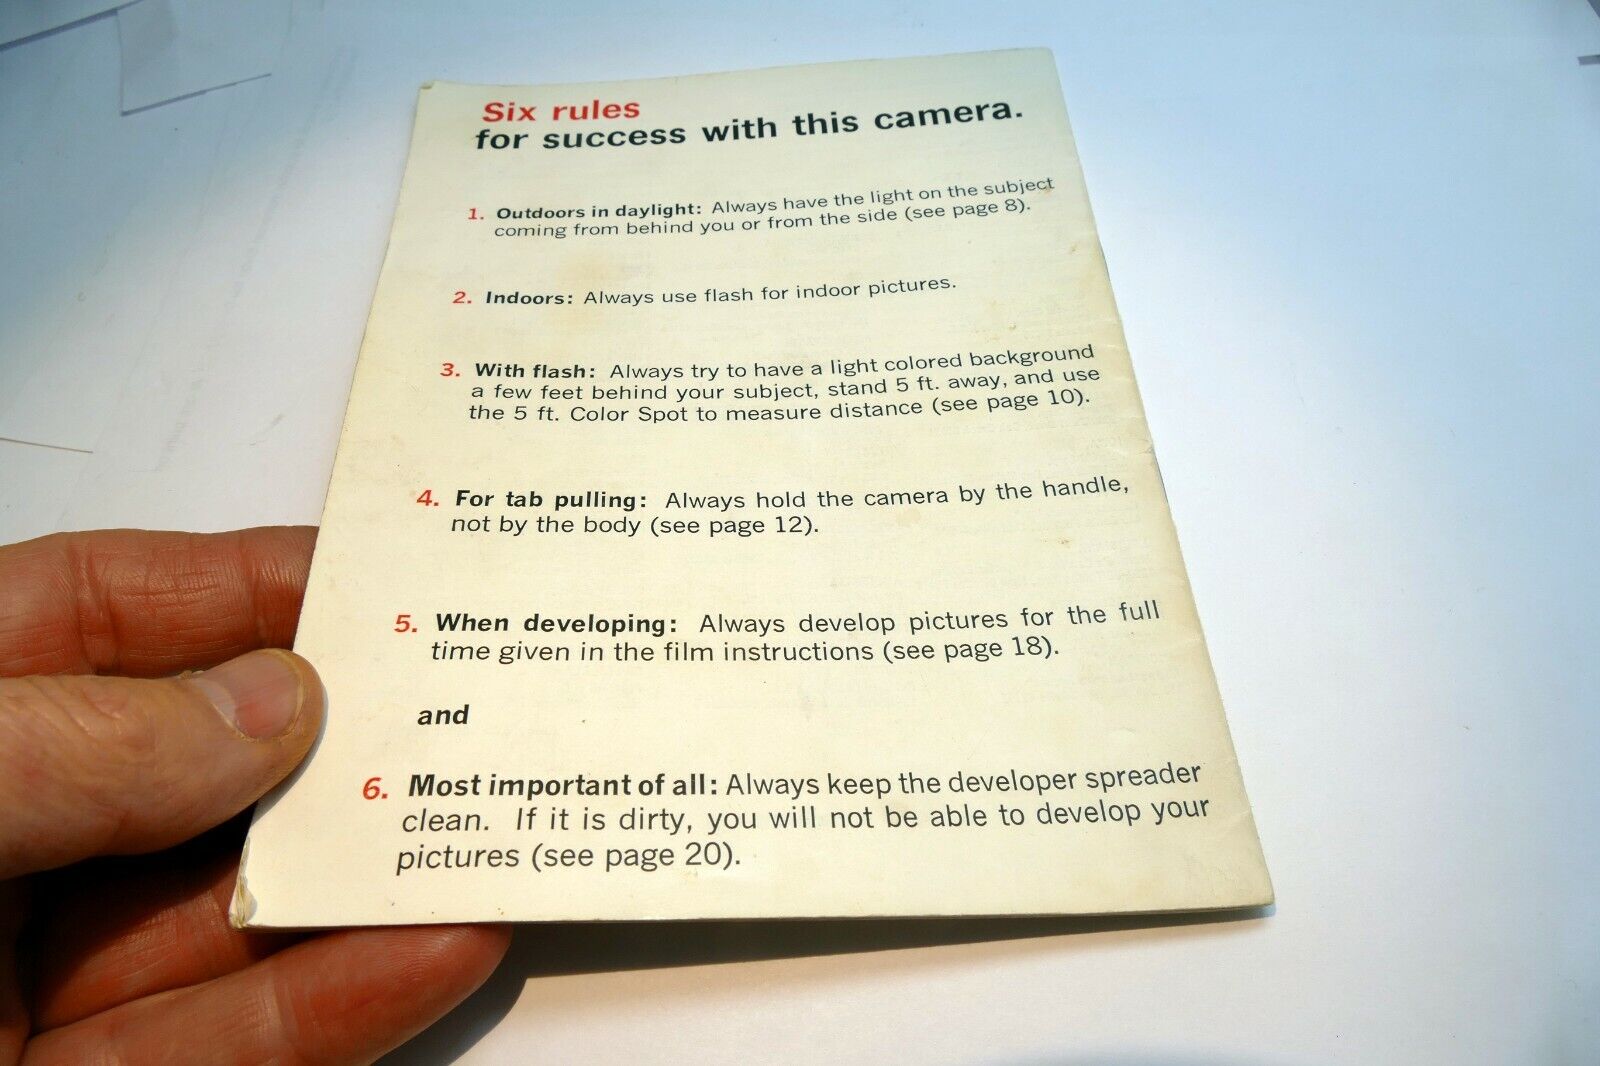 Six rules
for success with this camera.
1. Outdoors in daylight: Always have the light on the subject
coming from behind you or from the side (see page 8).
2. Indoors: Always use flash for indoor pictures.
3. With flash: Always try to have a light colored background
a few feet behind your subject, stand 5 ft. away, and use
the 5 ft. Color Spot to measure distance (see page 10).
4. For tab pulling: Always hold the camera by the handle,
not by the body (see page 12).
5. When developing: Always develop pictures for the full
time given in the film instructions (see page 18).
and
6. Most important of all: Always keep the developer spreader
clean. If it is dirty, you will not be able to develop your
pictures (see page 20).